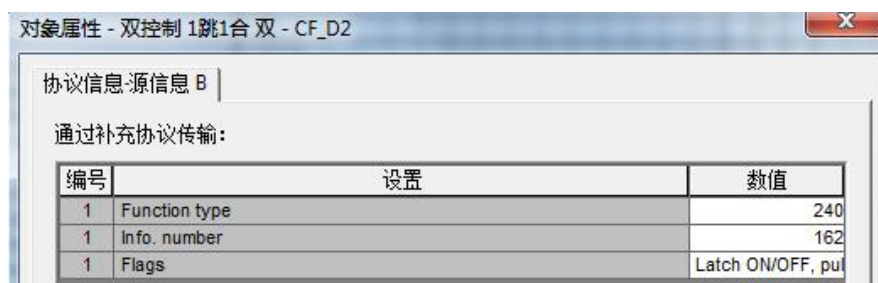 对象属性 - 双控制 1跳1合 双 - CF_D2
协议信息-源信息 B
通过补充协议传输:
编号 设置 数值
1 Function type 240
1 Info. number 162
1 Flags Latch ON/OFF, pul